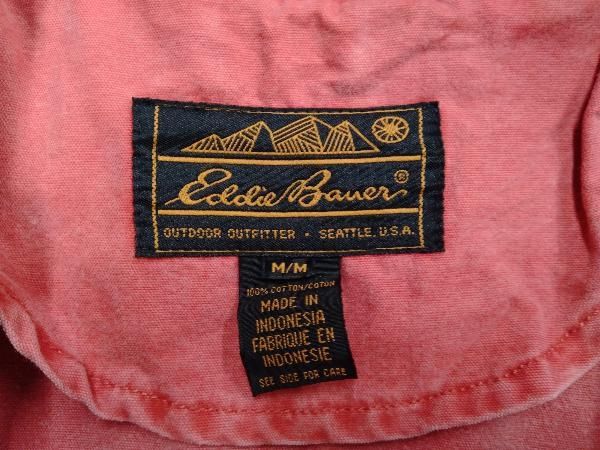 Eddie Bauer®
OUTDOOR OUTFITTER • SEATTLE, U.S.A.
M/M
100% COTTON/COTON
MADE IN
INDONESIA
FABRIQUE EN
INDONESIE
SEE SIDE FOR CARE